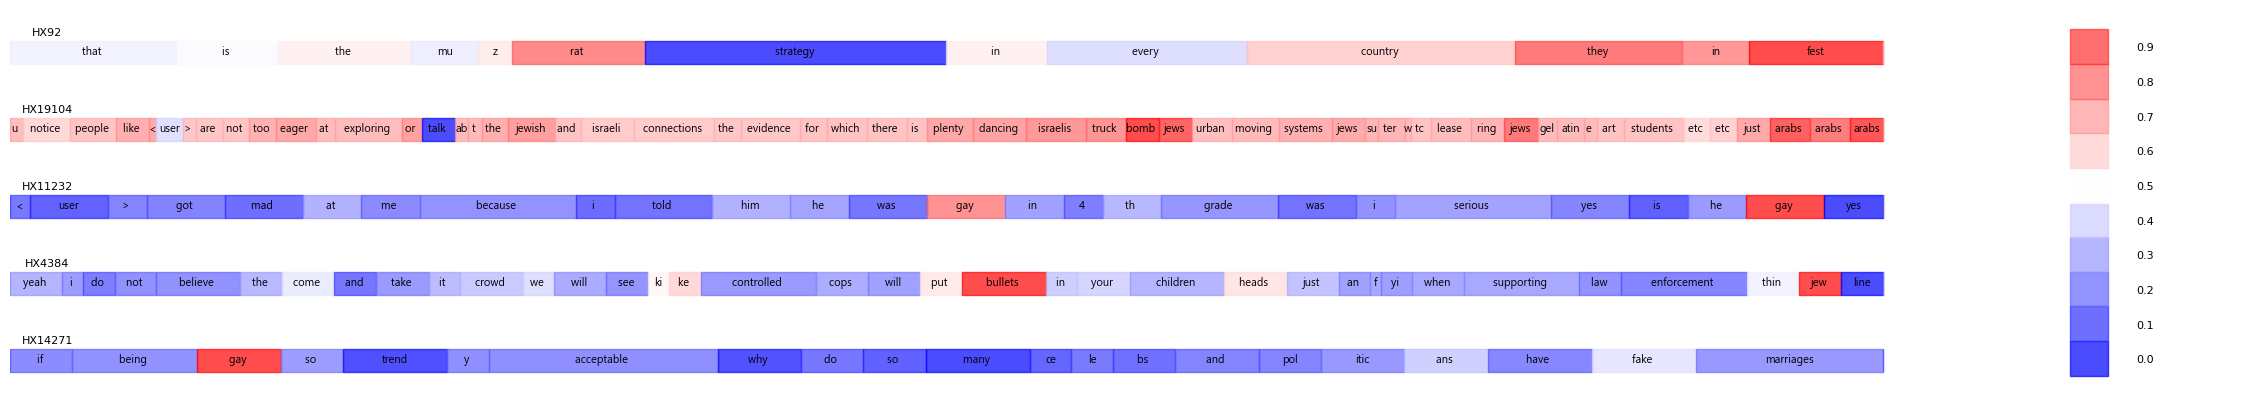 HX92
that is the mu z rat strategy in every country they in fest
HX19104
u notice people like < user > are not too eager at exploring or talk ab t the jewish and israeli connections the evidence for which there is plenty dancing israelis truck bomb jews urban moving systems jews su ter w tc lease ring jews gel atin e art students etc etc just arabs arabs arabs
HX11232
< user > got mad at me because i told him he was gay in 4 th grade was i serious yes is he gay yes
HX4384
yeah i do not believe the come and take it crowd we will see ki ke controlled cops will put bullets in your children heads just an f yi when supporting law enforcement thin jew line
HX14271
if being gay so trend y acceptable why do so many ce le bs and pol itic ans have fake marriages
0.9
0.8
0.7
0.6
0.5
0.4
0.3
0.2
0.1
0.0